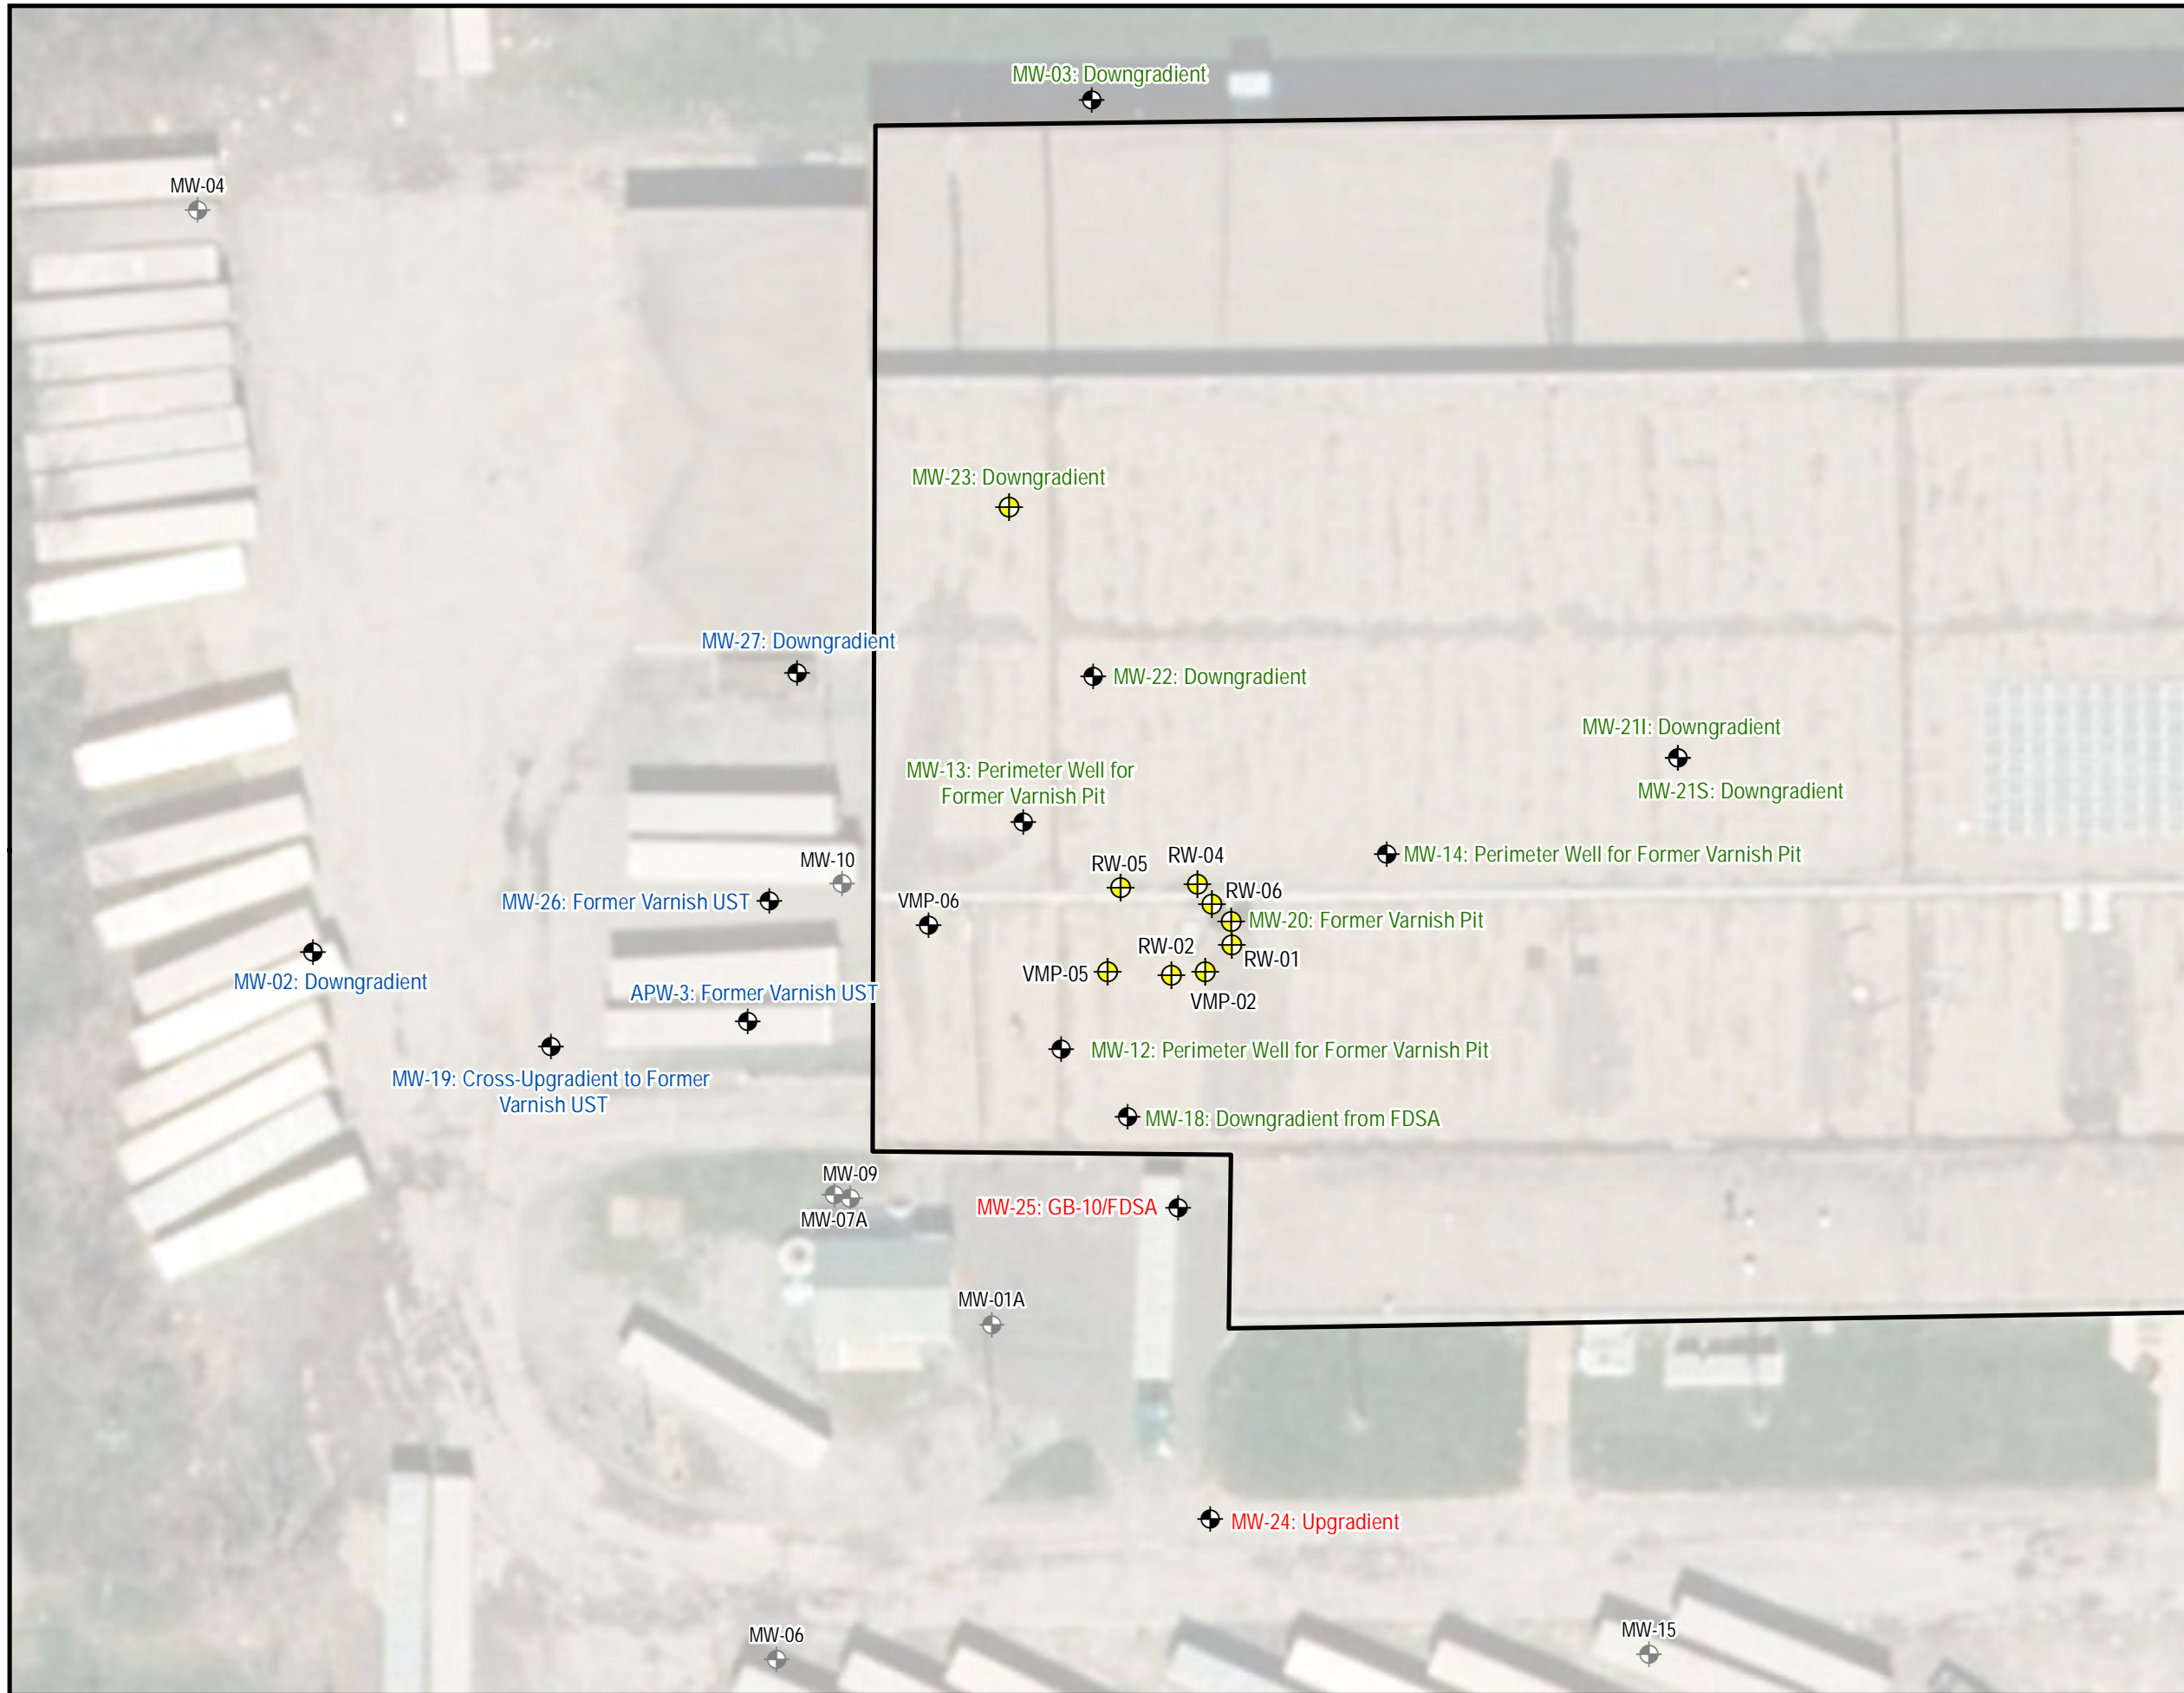 MW-03: Downgradient
MW-04
MW-23: Downgradient
MW-27: Downgradient
MW-22: Downgradient
MW-21I: Downgradient
MW-13: Perimeter Well for
Former Varnish Pit
MW-21S: Downgradient
MW-14: Perimeter Well for Former Varnish Pit
MW-10
RW-05
RW-04
RW-06
MW-26: Former Varnish UST
VMP-06
MW-20: Former Varnish Pit
RW-02
RW-01
MW-02: Downgradient
VMP-05
APW-3: Former Varnish UST
VMP-02
MW-12: Perimeter Well for Former Varnish Pit
MW-19: Cross-Upgradient to Former
Varnish UST
MW-18: Downgradient from FDSA
MW-09
MW-07A
MW-25: GB-10/FDSA
MW-01A
MW-24: Upgradient
MW-06
MW-15